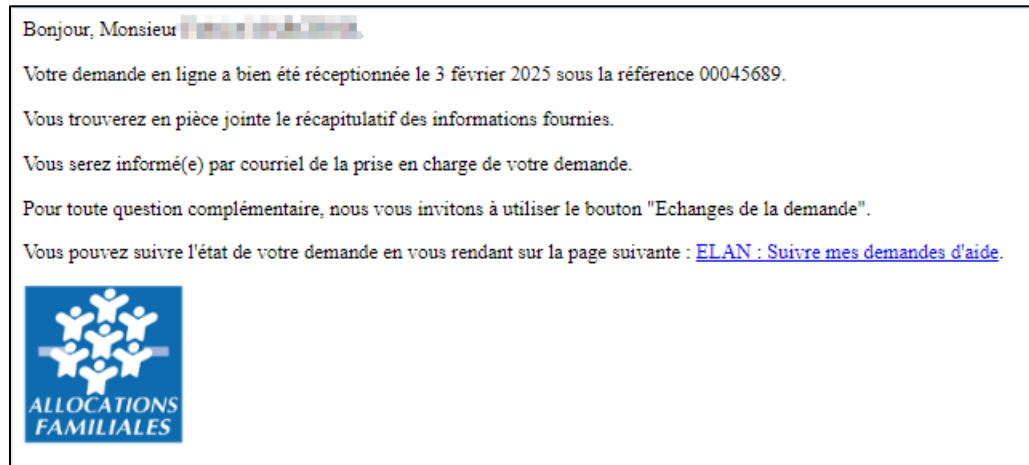 Bonjour, Monsieur
Votre demande en ligne a bien été réceptionnée le 3 février 2025 sous la référence 00045689.
Vous trouverez en pièce jointe le récapitulatif des informations fournies.
Vous serez informé(e) par courriel de la prise en charge de votre demande.
Pour toute question complémentaire, nous vous invitons à utiliser le bouton "Echanges de la demande".
Vous pouvez suivre l'état de votre demande en vous rendant sur la page suivante : ELAN : Suivre mes demandes d'aide.
ALLOCATIONS
FAMILIALES